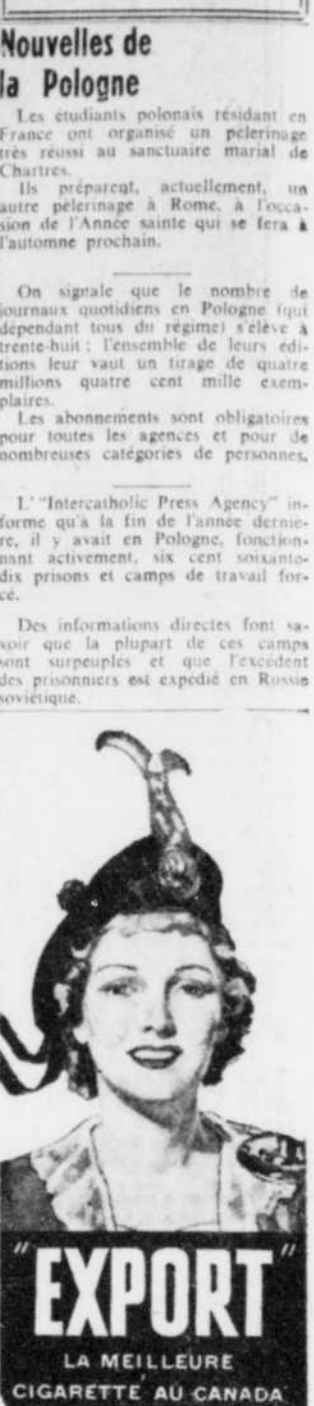 Nouvelles de
la Pologne
Les étudiants polonais résidant en
France ont organisé un pèlerinage
très réussi au sanctuaire marial de
Chartres.
Ils préparent, actuellement, un
autre pèlerinage à Rome, à l'occa-
sion de l'Année sainte qui se fera à
l'automne prochain.
On signale que le nombre de
journaux quotidiens en Pologne (qui
dépendant tous du régime) s'élève à
trente-huit ; l'ensemble de leurs édi-
tions leur vaut un tirage de quatre
millions quatre cent mille exem-
plaires.
Les abonnements sont obligatoires
pour toutes les agences et pour de
nombreuses catégories de personnes.
L' "Intercatholic Press Agency" in-
forme qu'à la fin de l'année derniè-
re, il y avait en Pologne, fonction-
nant activement, six cent soixante-
dix prisons et camps de travail for-
cé.
Des informations directes font sa-
voir que la plupart de ces camps
sont surpeuplés et que l'excédent
des prisonniers est expédié en Russie
soviétique.
"EXPORT"
LA MEILLEURE
CIGARETTE AU CANADA